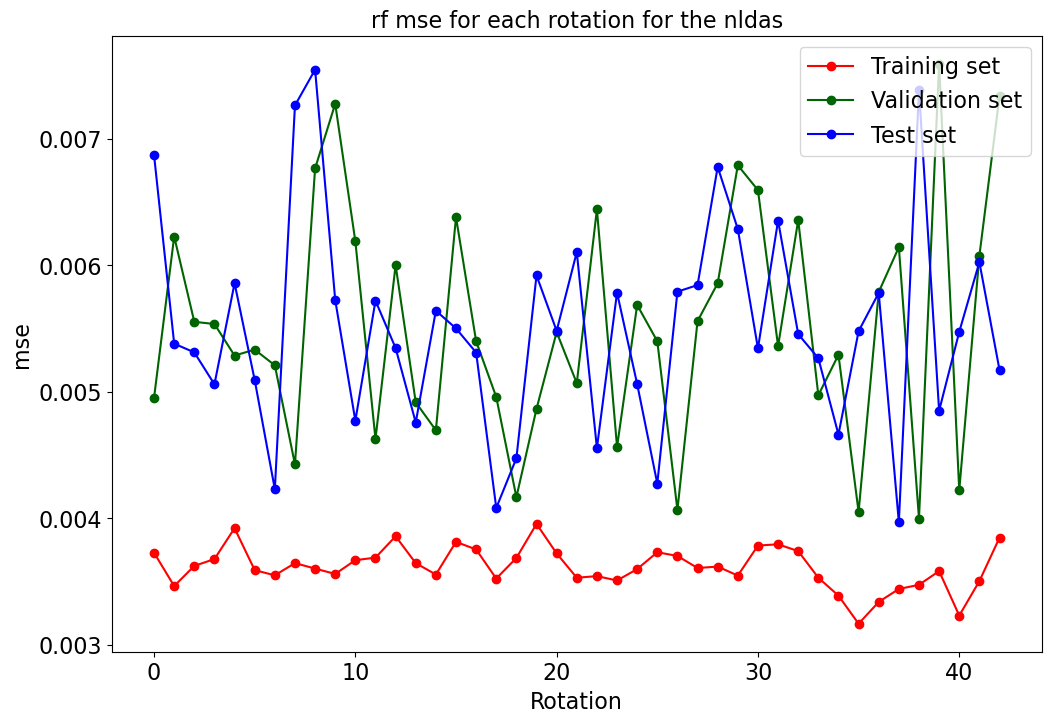 rf mse for each rotation for the nldas
Training set
Validation set
Test set
0.007
0.006
0.005
0.004
0.003
mse
0 10 20 30 40
Rotation